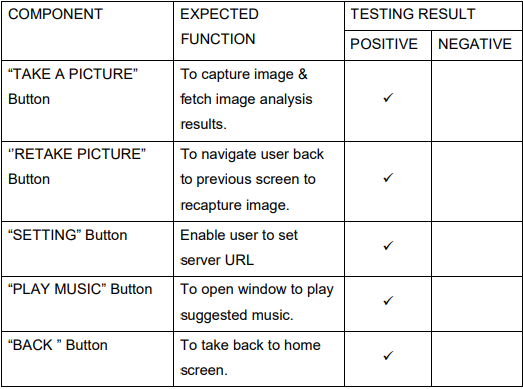 COMPONENT EXPECTED FUNCTION TESTING RESULT
POSITIVE NEGATIVE
“TAKE A PICTURE” Button
To capture image &
fetch image analysis
results.
✓
‘’RETAKE PICTURE” Button
To navigate user back
to previous screen to
recapture image.
✓
“SETTING” Button
Enable user to set
server URL
✓
“PLAY MUSIC” Button
To open window to play
suggested music.
✓
“BACK ” Button
To take back to home
screen.
✓